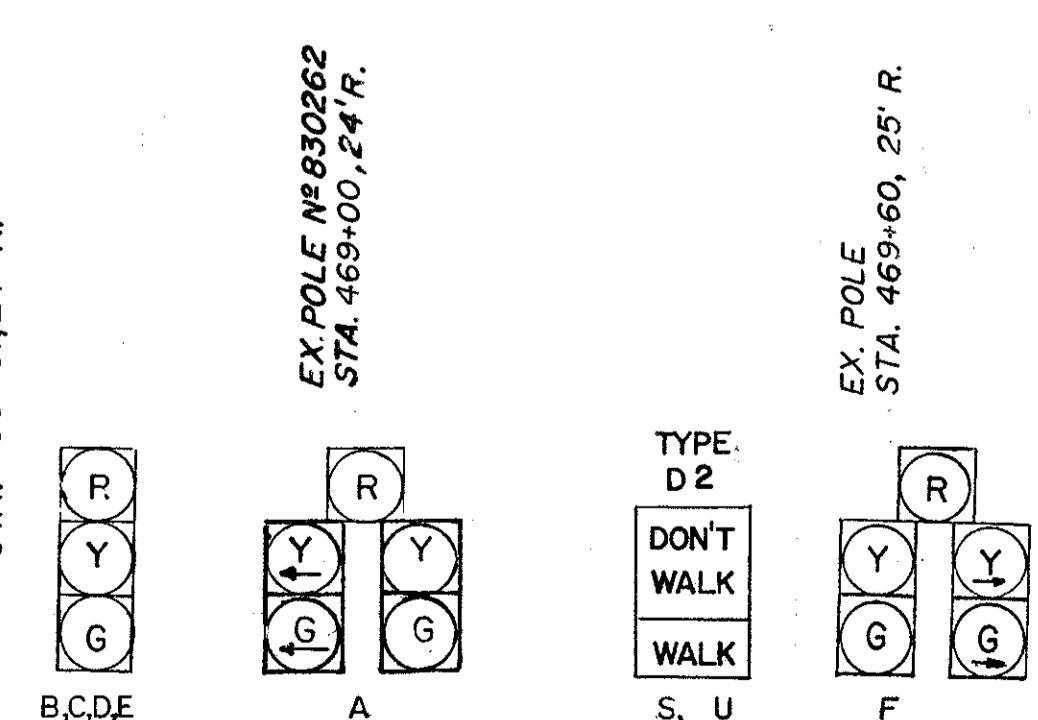 EX. POLE Nº 830262
STA. 469+00, 24' R.
EX. POLE
STA. 469+60, 25' R.
R
Y
G
B,C,D,E
R
Y
Y
G
G
A
TYPE
D2
DON'T
WALK
WALK
S, U
R
Y
Y
G
G
F